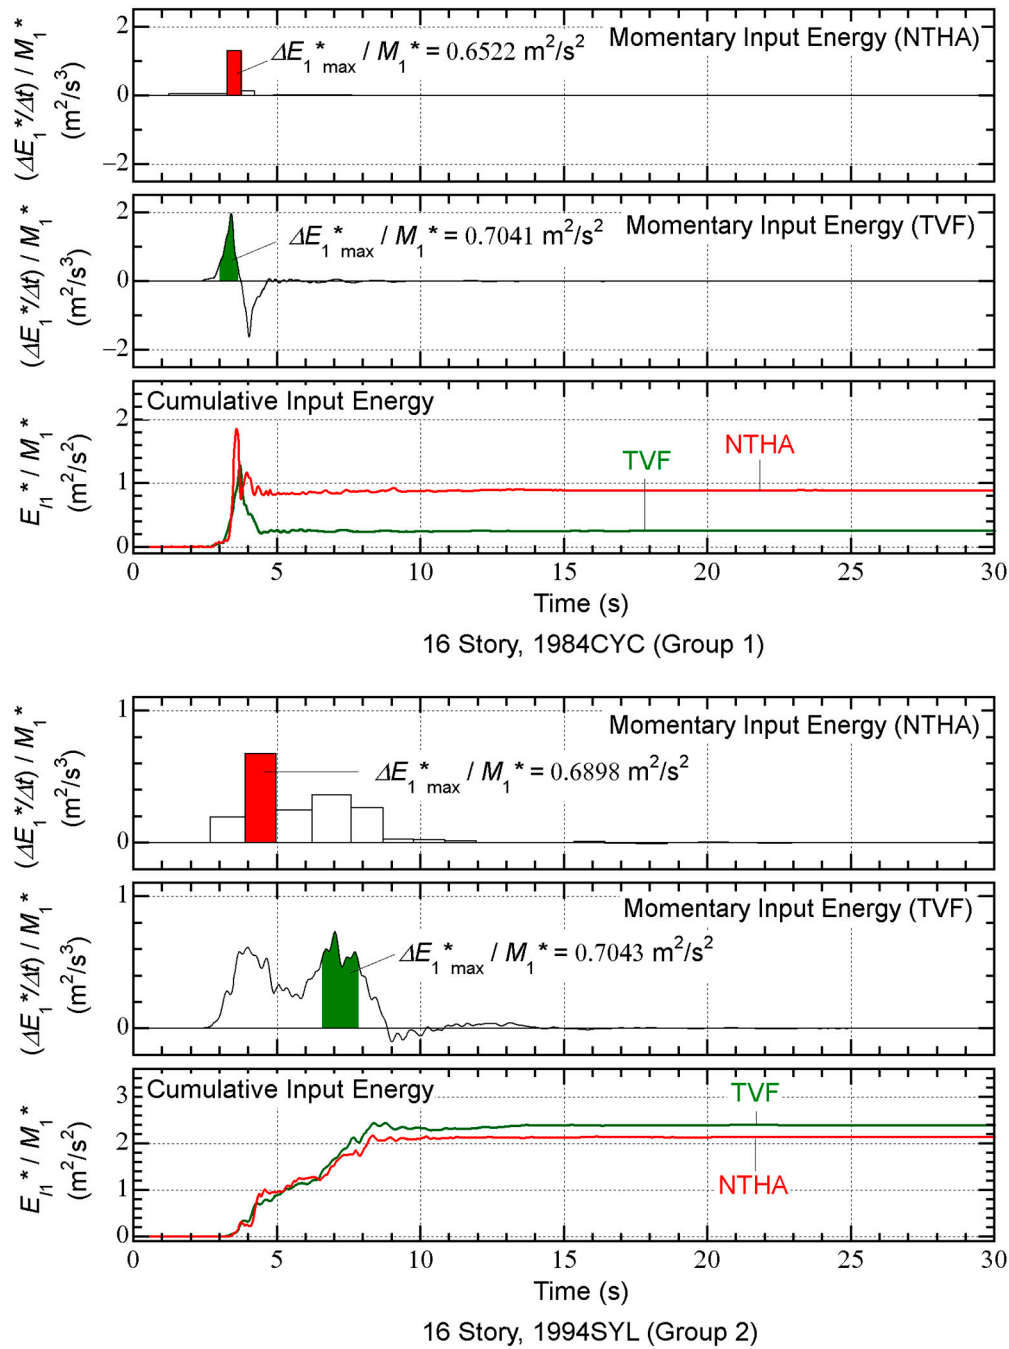 2
0
−2
(ΔE1*/Δt) / M1*
(m²/s³)
Momentary Input Energy (NTHA)
ΔE1*max / M1* = 0.6522 m²/s²
2
0
−2
(ΔE1*/Δt) / M1*
(m²/s³)
Momentary Input Energy (TVF)
ΔE1*max / M1* = 0.7041 m²/s²
2
1
0
EI1* / M1*
(m²/s²)
Cumulative Input Energy
TVF
NTHA
0 5 10 15 20 25 30
Time (s)
16 Story, 1984CYC (Group 1)
1
0
(ΔE1*/Δt) / M1*
(m²/s³)
Momentary Input Energy (NTHA)
ΔE1*max / M1* = 0.6898 m²/s²
1
0
(ΔE1*/Δt) / M1*
(m²/s³)
Momentary Input Energy (TVF)
ΔE1*max / M1* = 0.7043 m²/s²
3
2
1
0
EI1* / M1*
(m²/s²)
Cumulative Input Energy
TVF
NTHA
0 5 10 15 20 25 30
Time (s)
16 Story, 1994SYL (Group 2)